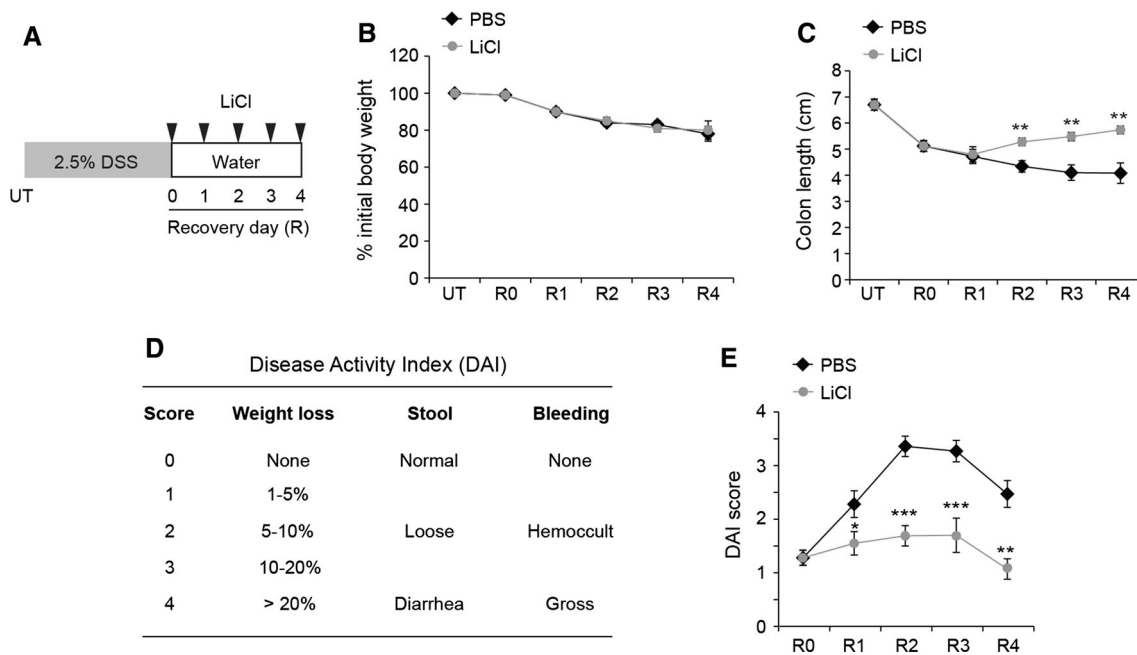 A
LiCl
2.5% DSS
Water
UT
0 1 2 3 4
Recovery day (R)
B
PBS
LiCl
% initial body weight
120
100
80
60
40
20
0
UT R0 R1 R2 R3 R4
C
PBS
LiCl
Colon length (cm)
8
7
6
5
4
3
2
1
0
** ** **
UT R0 R1 R2 R3 R4
D
Disease Activity Index (DAI)
Score Weight loss Stool Bleeding
0 None Normal None
1 1-5%
2 5-10% Loose Hemoccult
3 10-20%
4 > 20% Diarrhea Gross
E
PBS
LiCl
DAI score
4
3
2
1
0
* *** *** **
R0 R1 R2 R3 R4